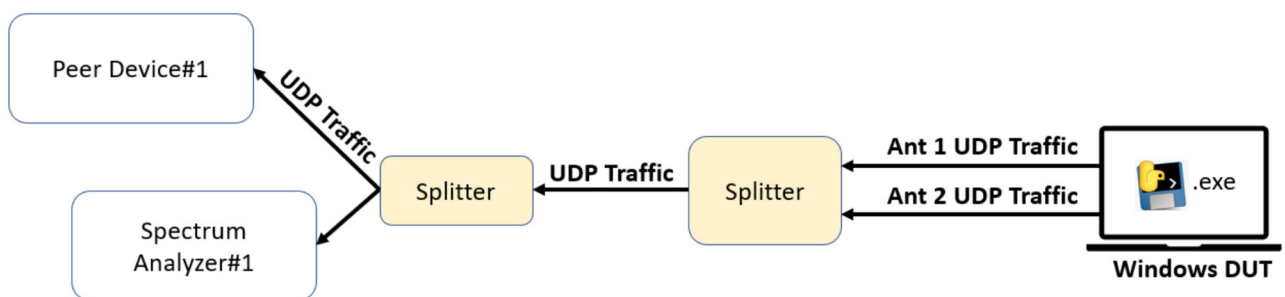 Peer Device#1
UDP Traffic
Spectrum
Analyzer#1
Splitter
UDP Traffic
Splitter
Ant 1 UDP Traffic
Ant 2 UDP Traffic
.exe
Windows DUT